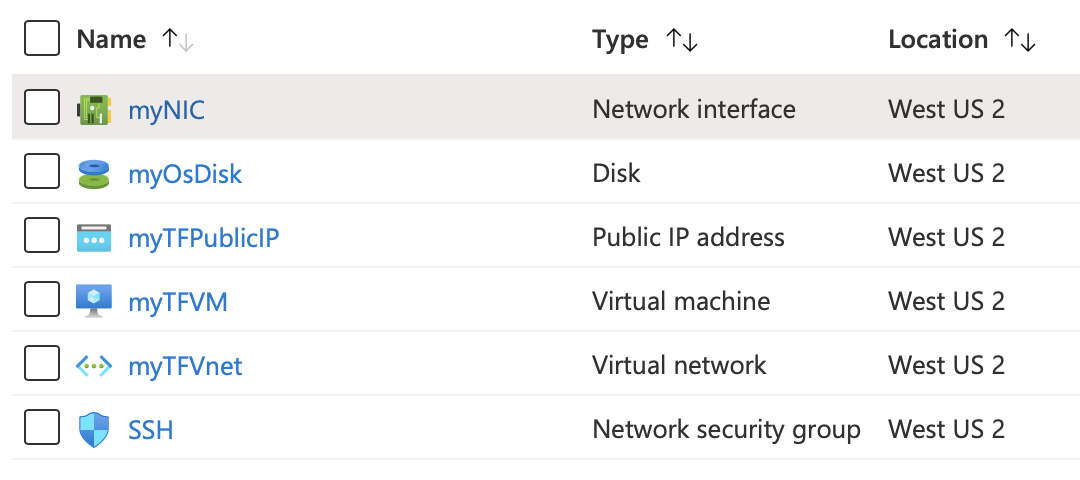 Name ↑↓ Type ↑↓ Location ↑↓
myNIC Network interface West US 2
myOsDisk Disk West US 2
myTFPublicIP Public IP address West US 2
myTFVM Virtual machine West US 2
myTFVnet Virtual network West US 2
SSH Network security group West US 2